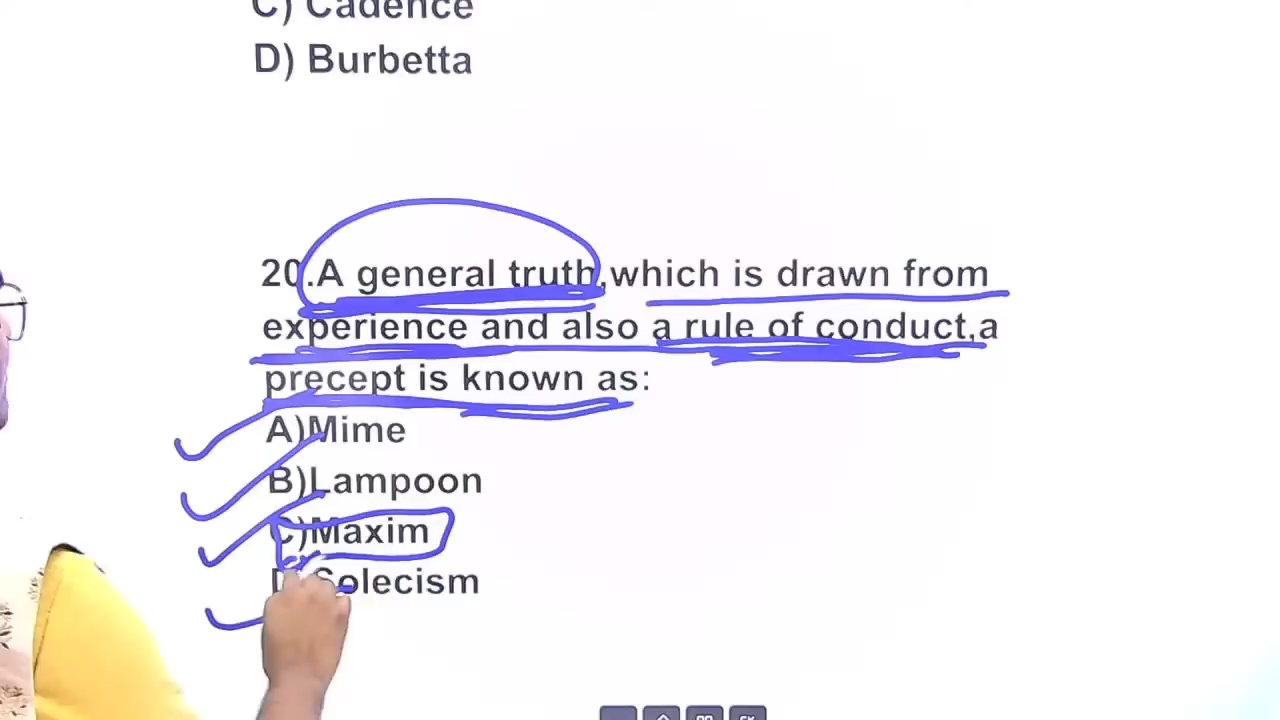 C) Cadence
D) Burbetta
20.A general truth,which is drawn from
experience and also a rule of conduct,a
precept is known as:
A)Mime
B)Lampoon
C)Maxim
D)Solecism